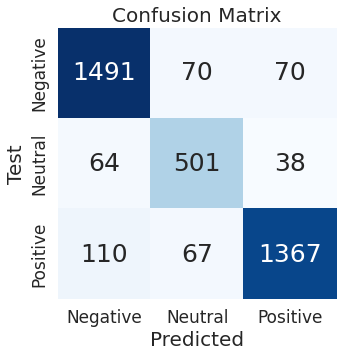 Confusion Matrix
Test
Negative 1491 70 70
Neutral 64 501 38
Positive 110 67 1367
Negative Neutral Positive
Predicted